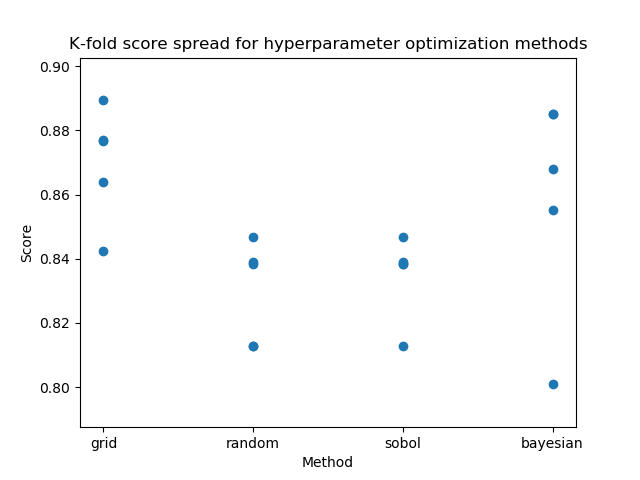 K-fold score spread for hyperparameter optimization methods
0.90
0.88
0.86
0.84
0.82
0.80
Score
grid random sobol bayesian
Method